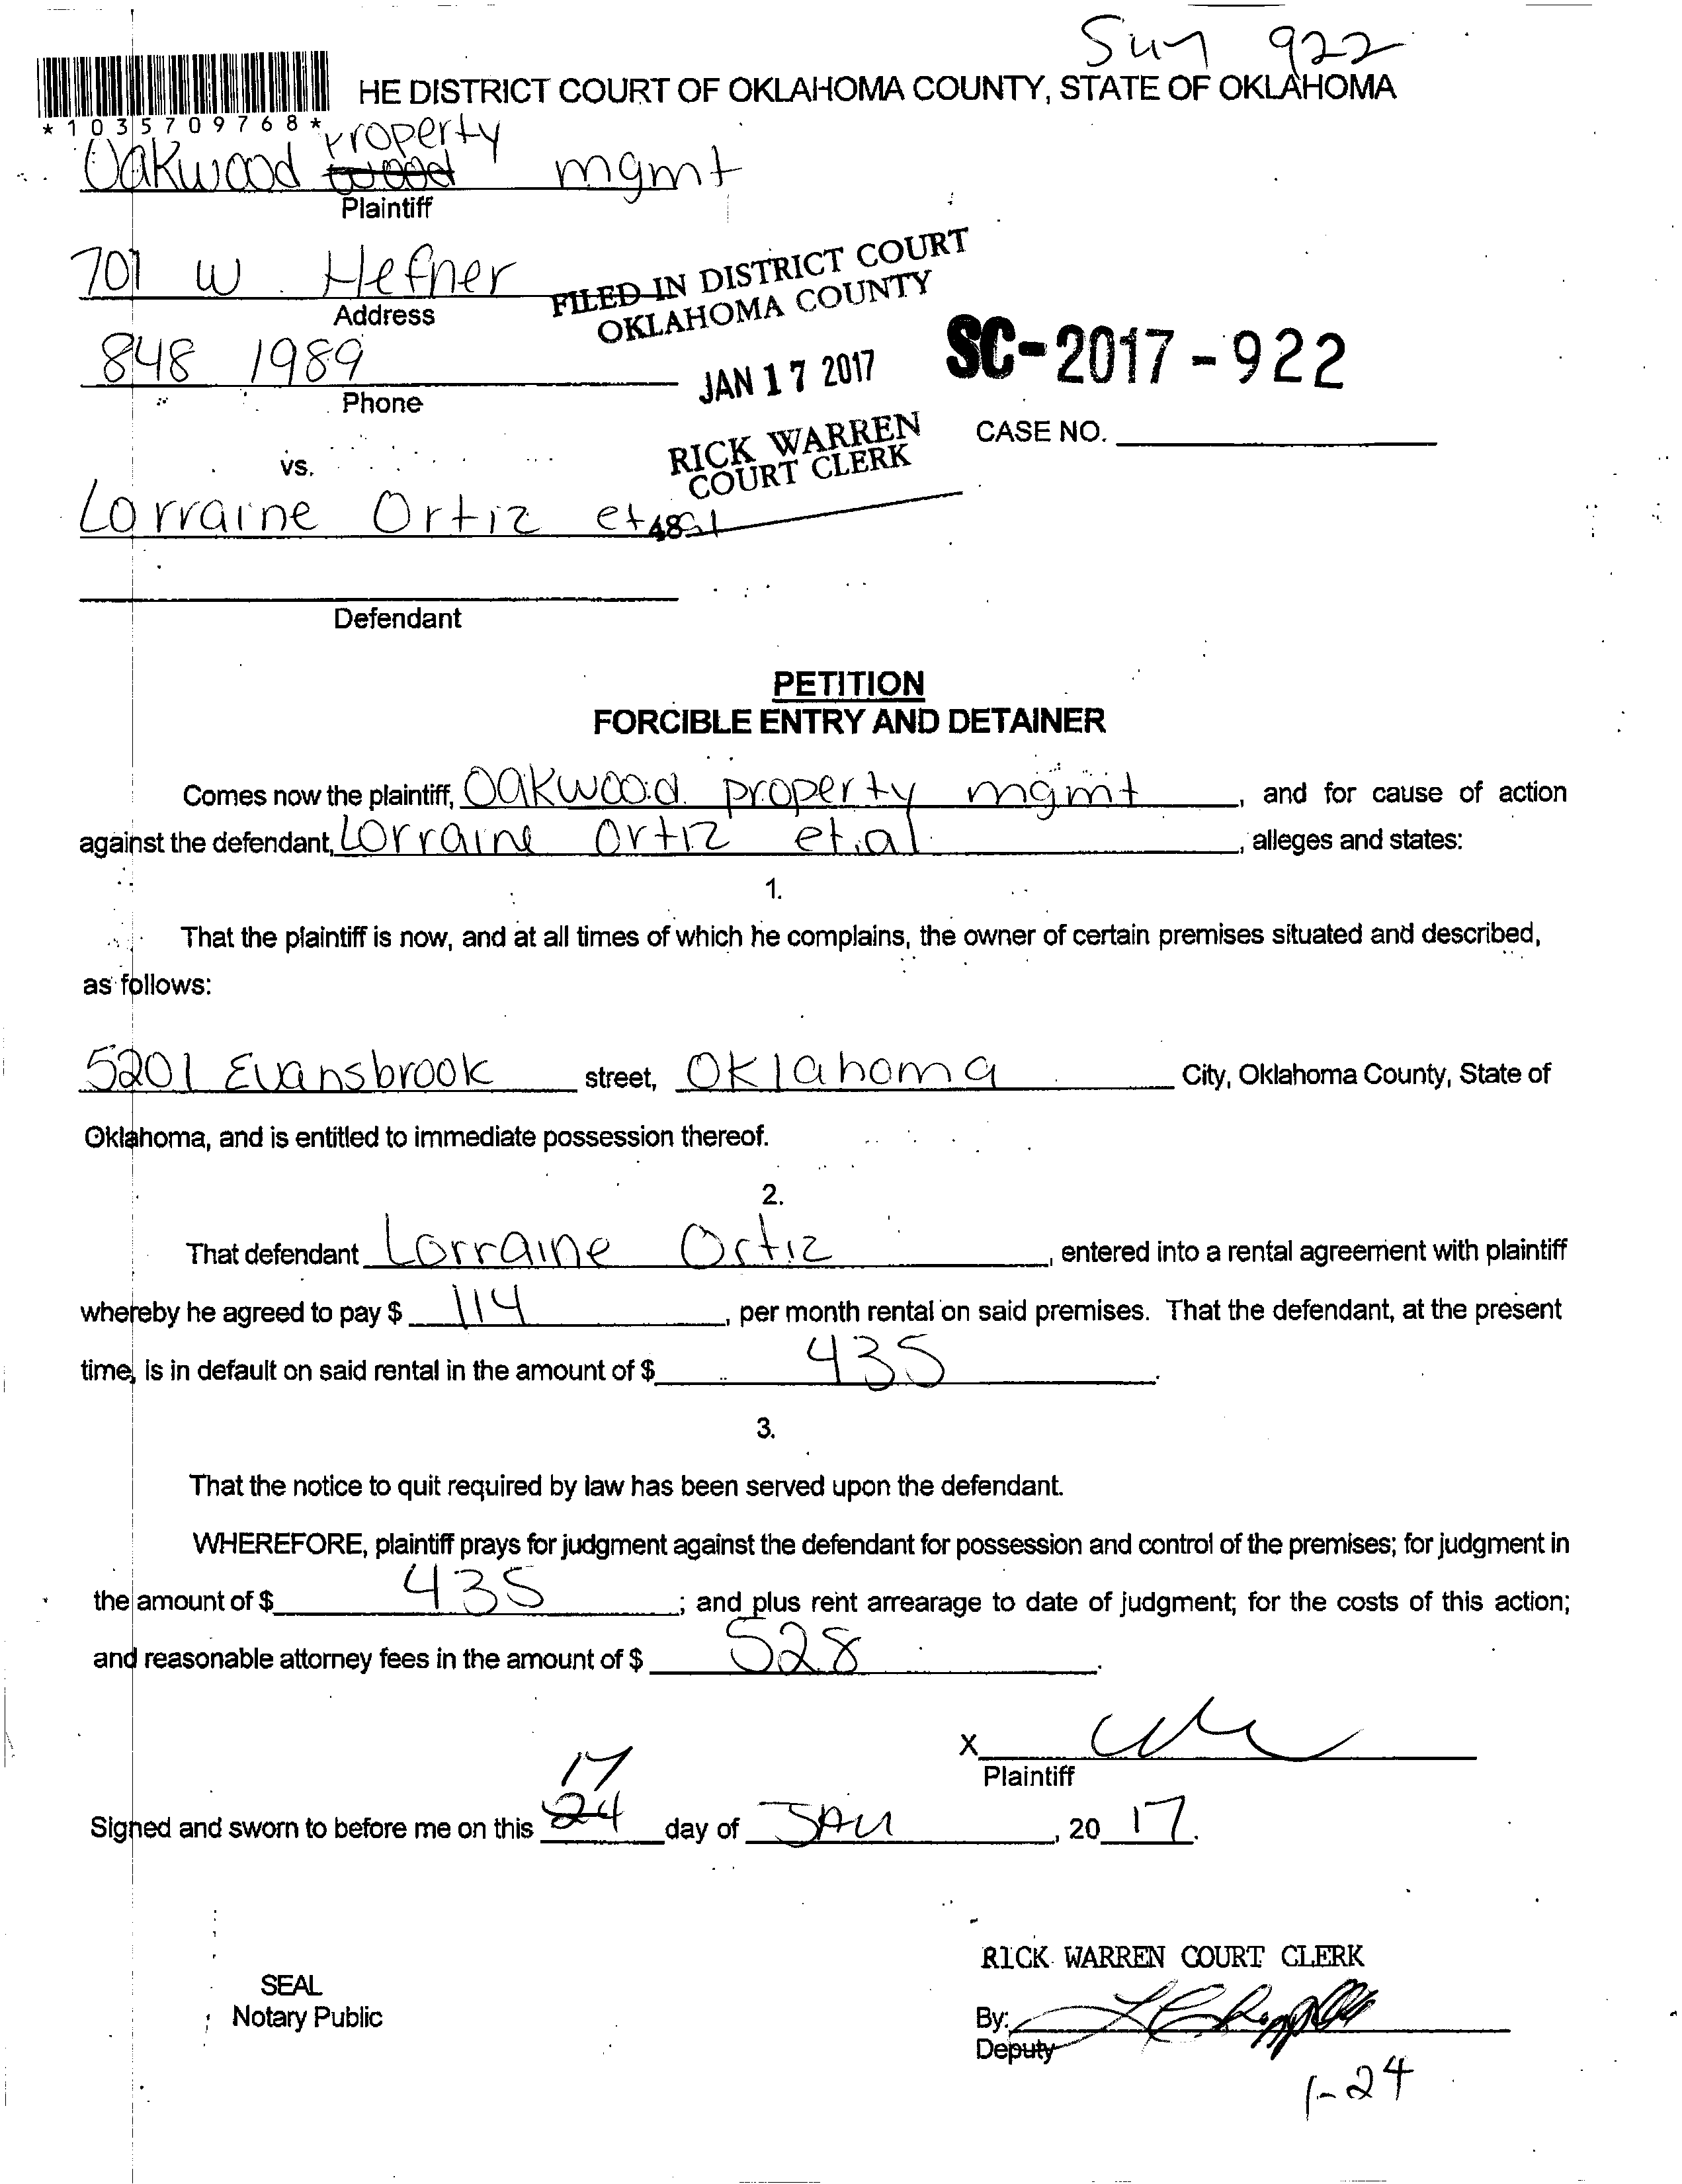 Sun 922
HE DISTRICT COURT OF OKLAHOMA COUNTY, STATE OF OKLAHOMA
*1035709768*
Oakwood Property mgmt
Plaintiff
701 W. Hefner
Address
FILED IN DISTRICT COURT
OKLAHOMA COUNTY
848 1989
Phone
JAN 17 2017
SC-2017-922
RICK WARREN
COURT CLERK
CASE NO.
vs.
Lorraine Ortiz et al
48
Defendant
PETITION
FORCIBLE ENTRY AND DETAINER
Comes now the plaintiff, Oakwood property mgmt, and for cause of action
against the defendant, Lorraine Ortiz et.al, alleges and states:
1.
That the plaintiff is now, and at all times of which he complains, the owner of certain premises situated and described,
as follows:
5201 Evansbrook street, Oklahoma City, Oklahoma County, State of
Oklahoma, and is entitled to immediate possession thereof.
2.
That defendant Lorraine Ortiz, entered into a rental agreement with plaintiff
whereby he agreed to pay $ 114, per month rental on said premises. That the defendant, at the present
time, is in default on said rental in the amount of $ 435.
3.
That the notice to quit required by law has been served upon the defendant.
WHEREFORE, plaintiff prays for judgment against the defendant for possession and control of the premises; for judgment in
the amount of $ 435; and plus rent arrearage to date of judgment; for the costs of this action;
and reasonable attorney fees in the amount of $ 528.
X
Plaintiff
17
Signed and sworn to before me on this 24 day of JAN, 20 17.
RICK WARREN COURT CLERK
SEAL
Notary Public
By:
Deputy
1-24